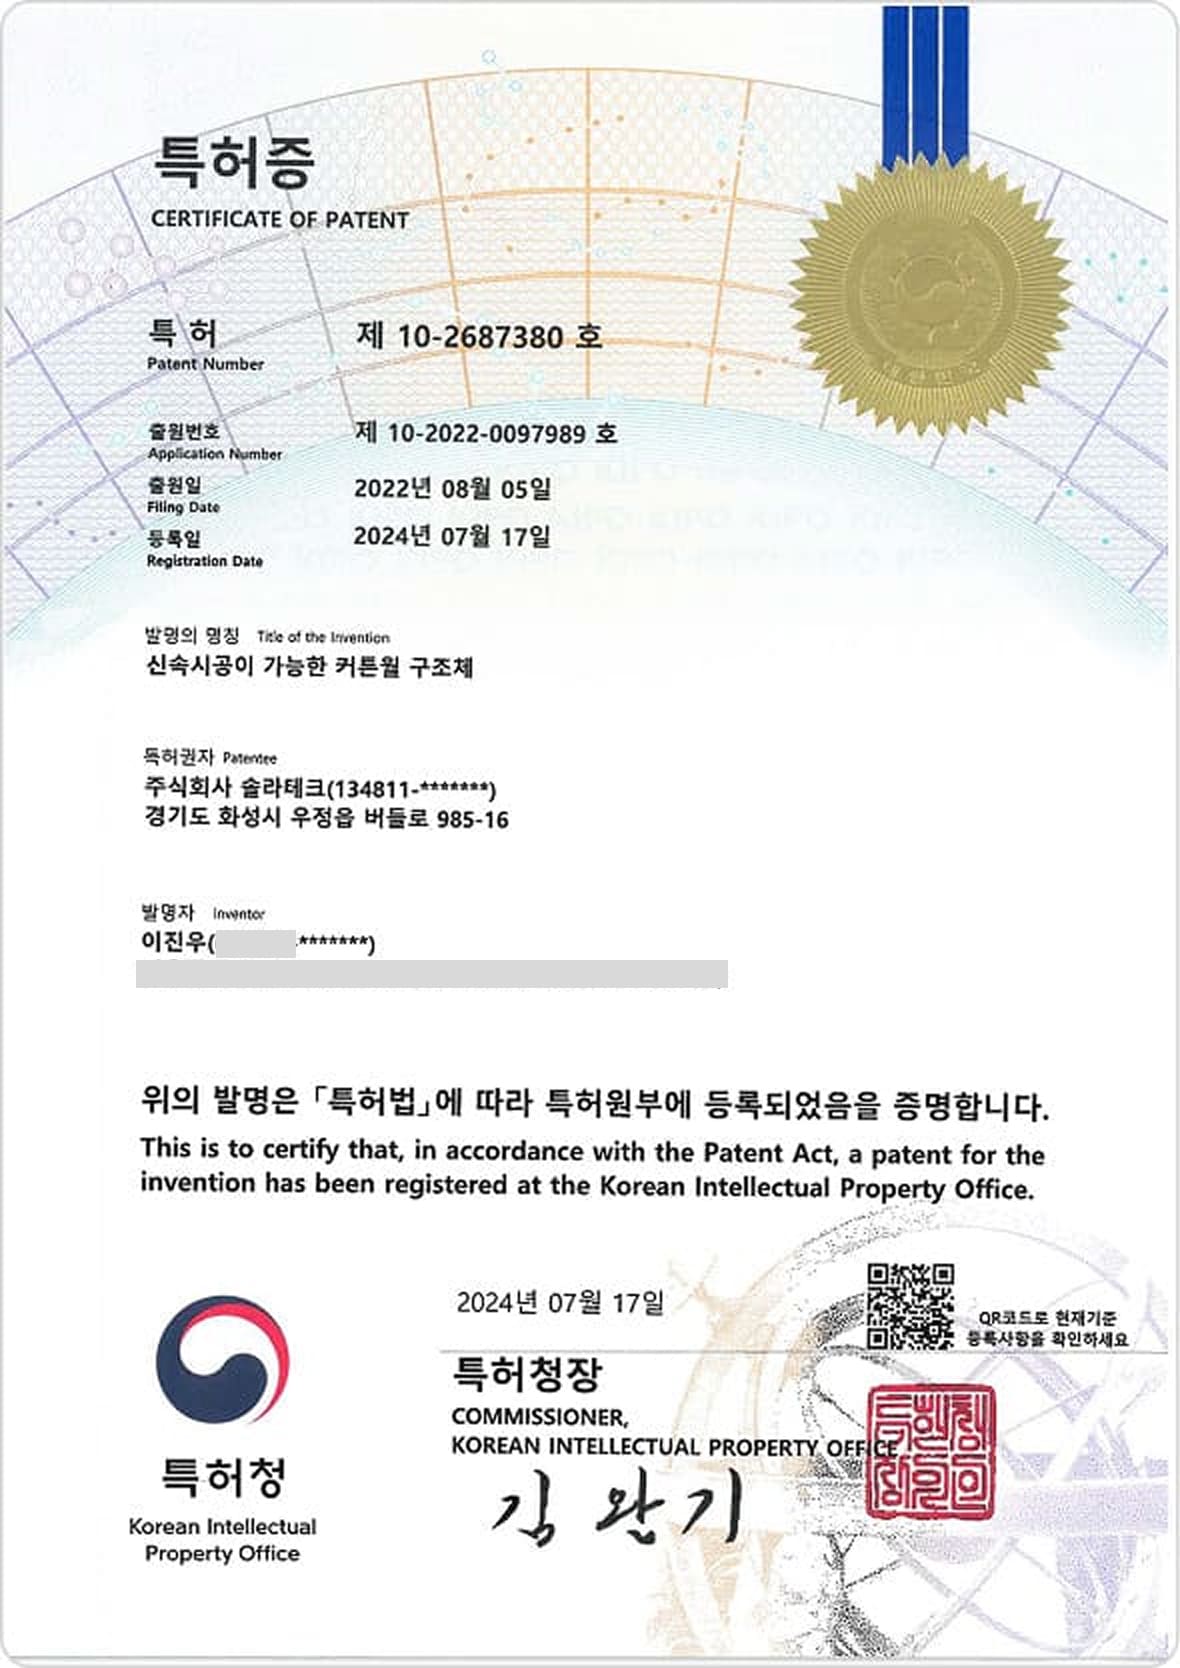 특허증
CERTIFICATE OF PATENT
특 허
Patent Number
제 10-2687380 호
출원번호
Application Number
제 10-2022-0097989 호
출원일
Filing Date
2022년 08월 05일
등록일
Registration Date
2024년 07월 17일
발명의 명칭 Title of the Invention
신속시공이 가능한 커튼월 구조체
특허권자 Patentee
주식회사 솔라테크(134811-*******)
경기도 화성시 우정읍 버들로 985-16
발명자 Inventor
이진우( *******)
위의 발명은 「특허법」에 따라 특허원부에 등록되었음을 증명합니다.
This is to certify that, in accordance with the Patent Act, a patent for the
invention has been registered at the Korean Intellectual Property Office.
2024년 07월 17일
QR코드로 현재기준
등록사항을 확인하세요
특허청장
COMMISSIONER,
KOREAN INTELLECTUAL PROPERTY OFFICE
김 완 기
특허청
Korean Intellectual
Property Office